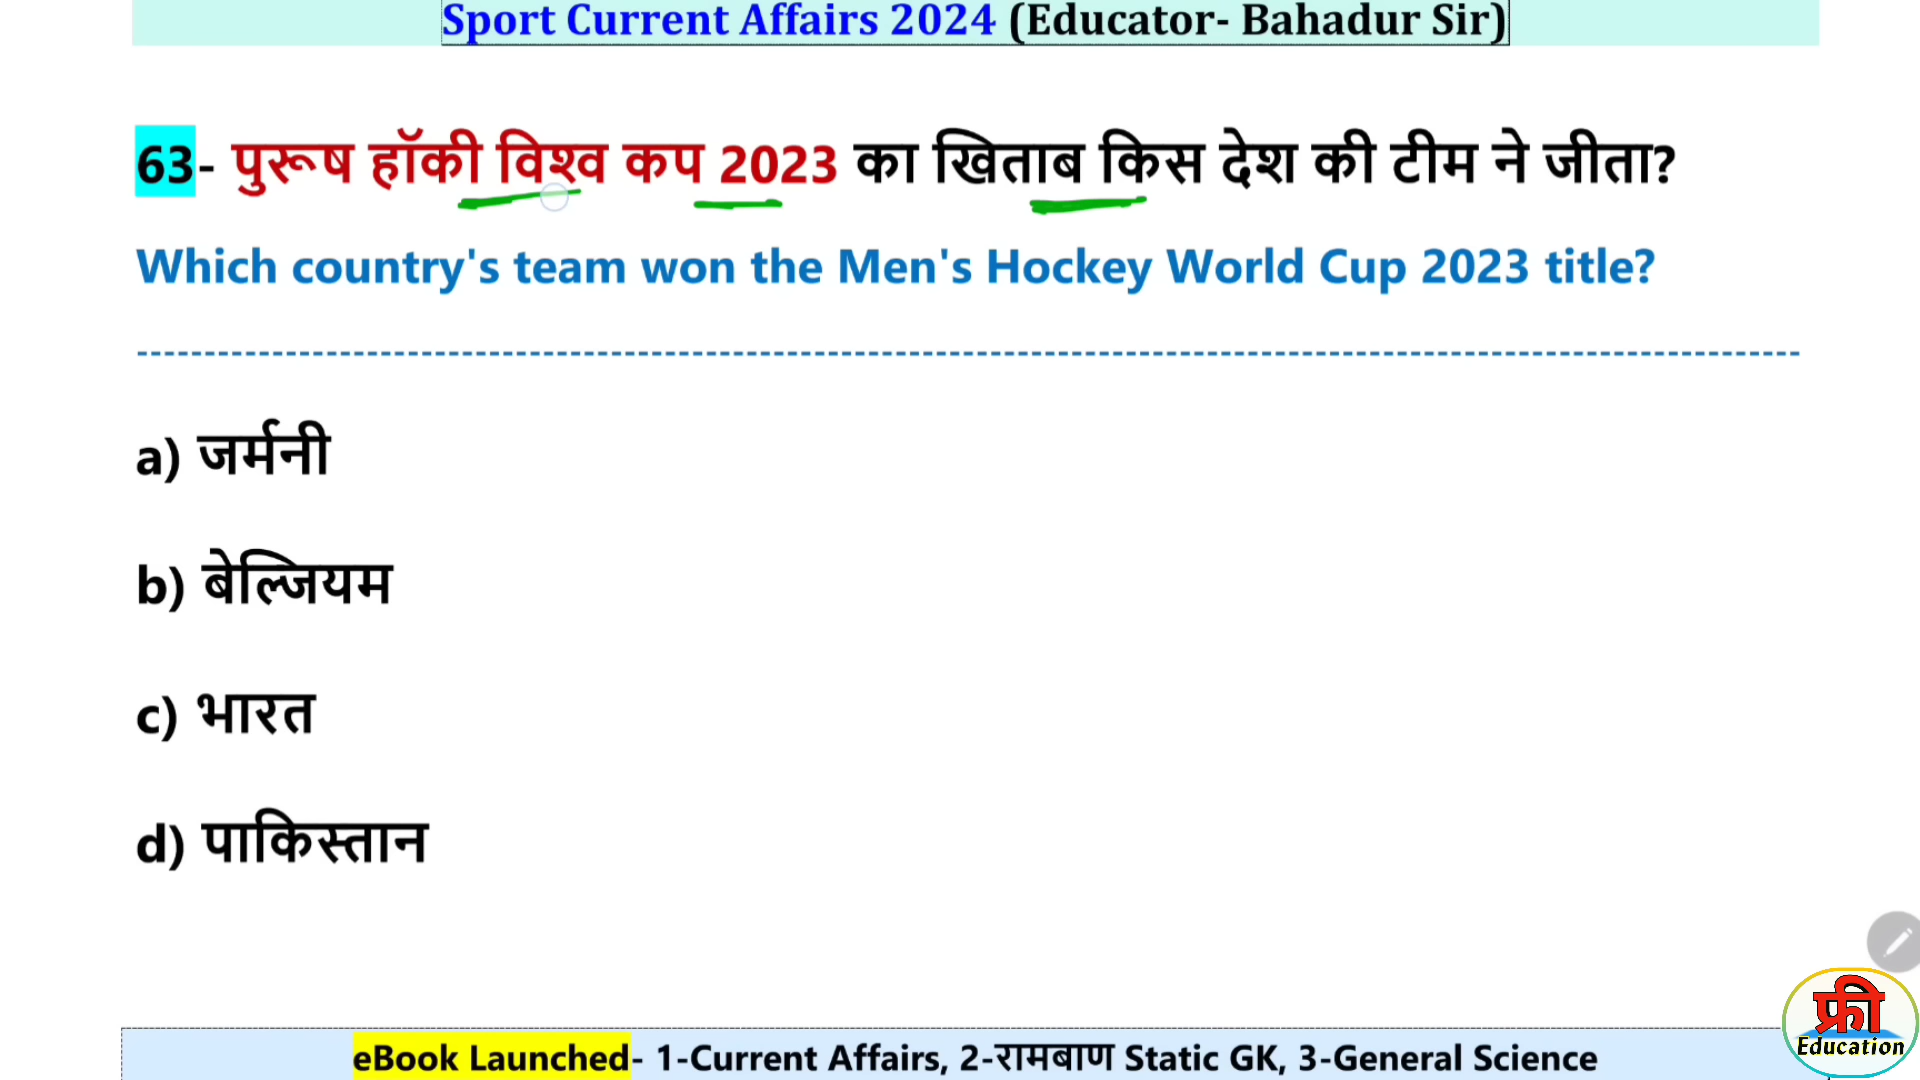 Sport Current Affairs 2024 (Educator- Bahadur Sir)
63- पुरूष हॉकी विश्व कप 2023 का खिताब किस देश की टीम ने जीता?
Which country's team won the Men's Hockey World Cup 2023 title?
a) जर्मनी
b) बेल्जियम
c) भारत
d) पाकिस्तान
फ्री
Education
eBook Launched- 1-Current Affairs, 2-रामबाण Static GK, 3-General Science